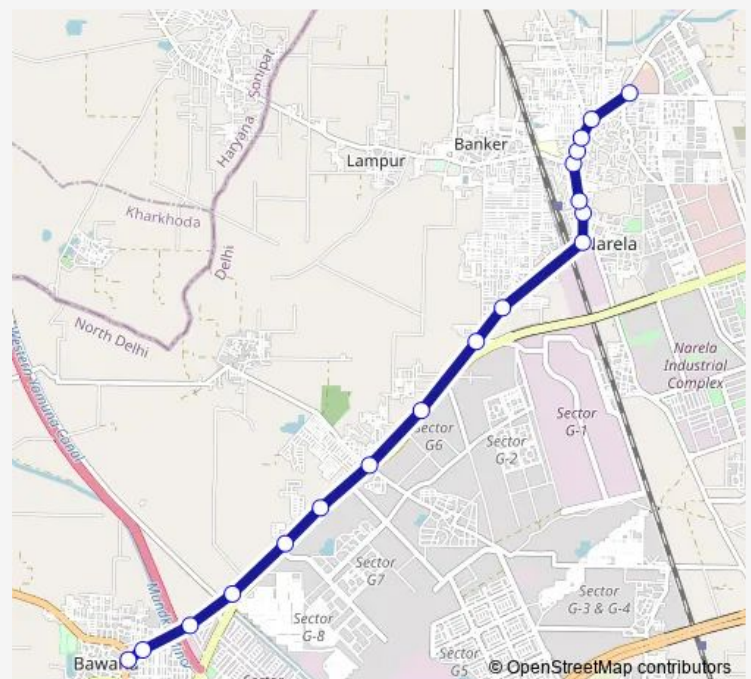 Haryana Sonipat
Lampur
Banker
Kharkhoda
Delhi
North Delhi
Narela
Narela
Industrial
Complex
Western Yamuna Canal
Sector
G6
Sector
G-2
Sector
G-1
Sector
G7
Sector
G-3 & G-4
Sector
G-8
Sector
G5
© OpenStreetMap contributors